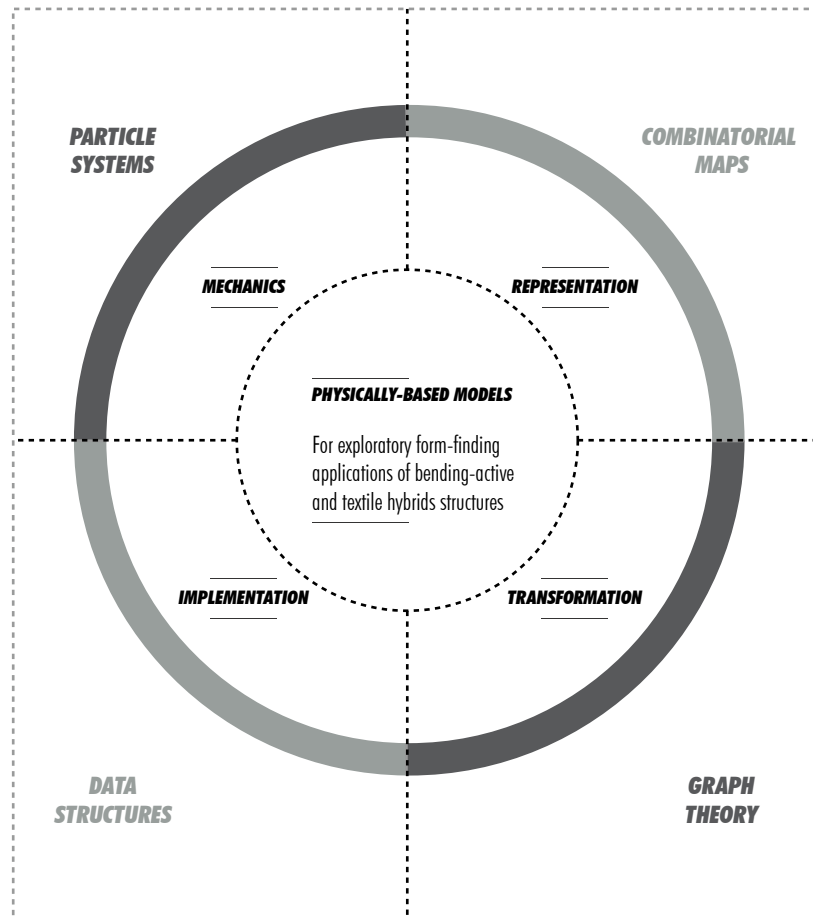 PARTICLE
SYSTEMS
COMBINATORIAL
MAPS
MECHANICS
REPRESENTATION
PHYSICALLY-BASED MODELS
For exploratory form-finding
applications of bending-active
and textile hybrids structures
IMPLEMENTATION
TRANSFORMATION
DATA
STRUCTURES
GRAPH
THEORY